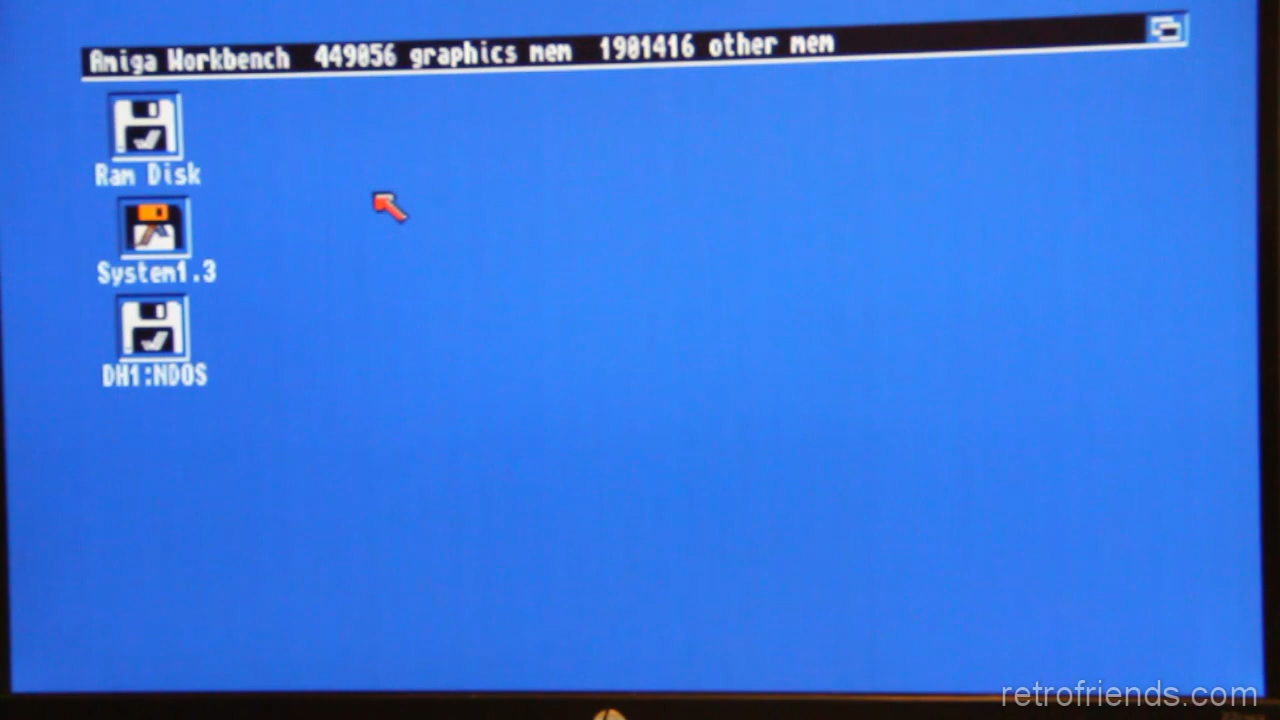 Amiga Workbench 449056 graphics mem 1901416 other mem
Ram Disk
System1.3
DH1:NDOS
retrofriends.com